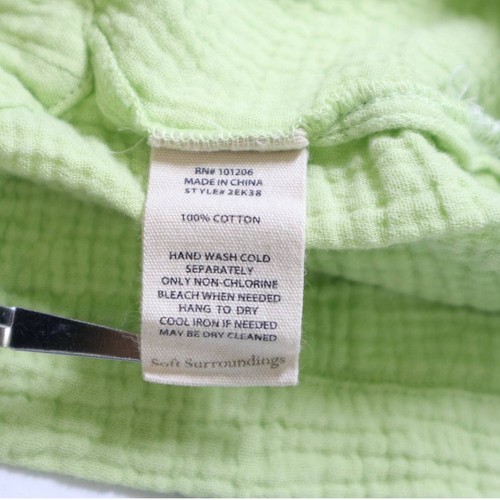 RN# 101206
MADE IN CHINA
STYLE# 2EK38
100% COTTON
HAND WASH COLD
SEPARATELY
ONLY NON-CHLORINE
BLEACH WHEN NEEDED
HANG TO DRY
COOL IRON IF NEEDED
MAY BE DRY CLEANED
Soft Surroundings